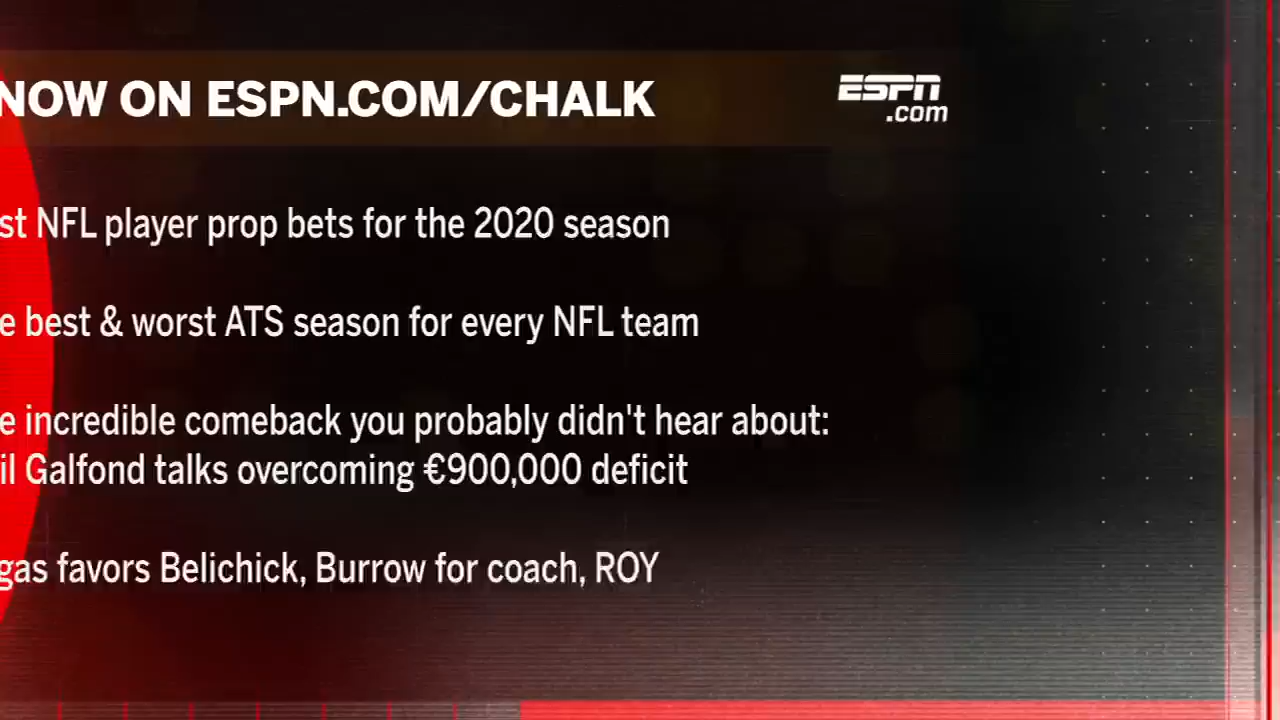 NOW ON ESPN.COM/CHALK
ESPN
.com
st NFL player prop bets for the 2020 season
e best & worst ATS season for every NFL team
e incredible comeback you probably didn't hear about:
il Galfond talks overcoming €900,000 deficit
gas favors Belichick, Burrow for coach, ROY